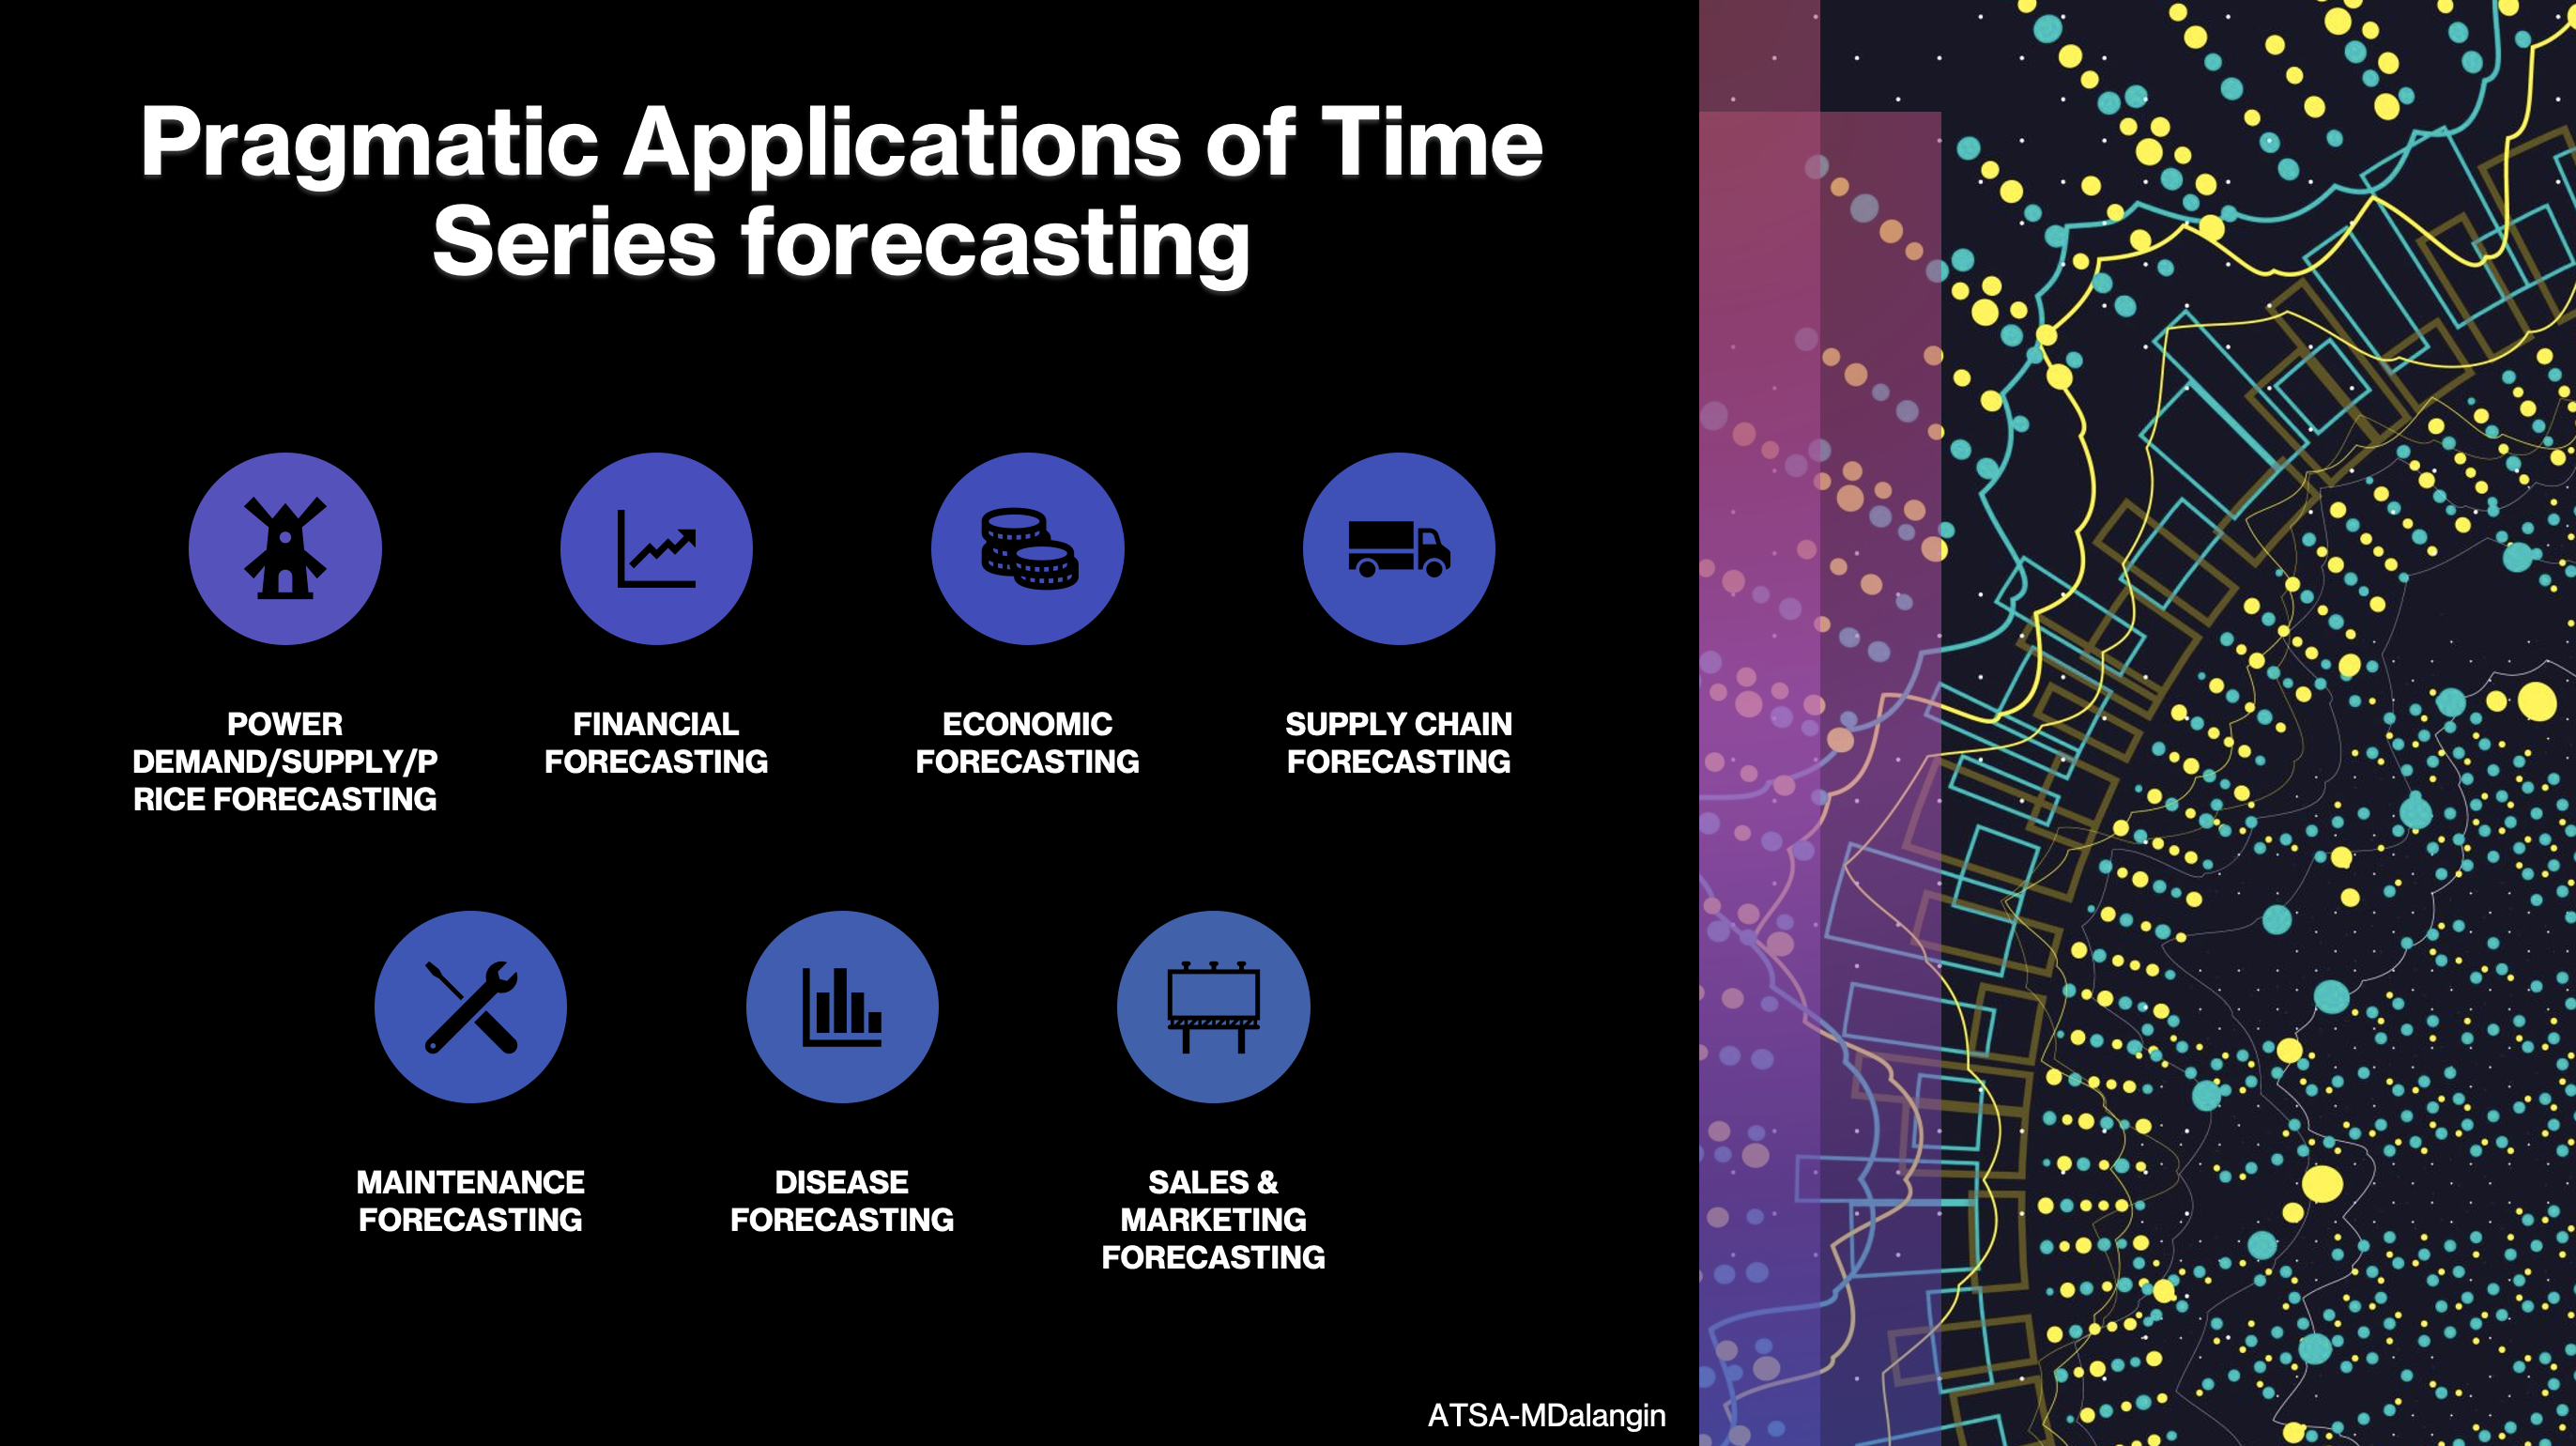 Pragmatic Applications of Time
Series forecasting
POWER
DEMAND/SUPPLY/P
RICE FORECASTING
FINANCIAL
FORECASTING
ECONOMIC
FORECASTING
SUPPLY CHAIN
FORECASTING
MAINTENANCE
FORECASTING
DISEASE
FORECASTING
SALES &
MARKETING
FORECASTING
ATSA-MDalangin